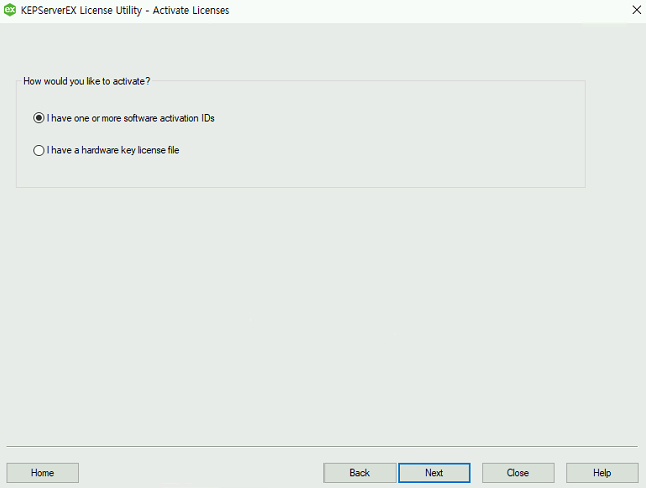 ex KEPServerEX License Utility - Activate Licenses
How would you like to activate?
I have one or more software activation IDs
I have a hardware key license file
Home Back Next Close Help